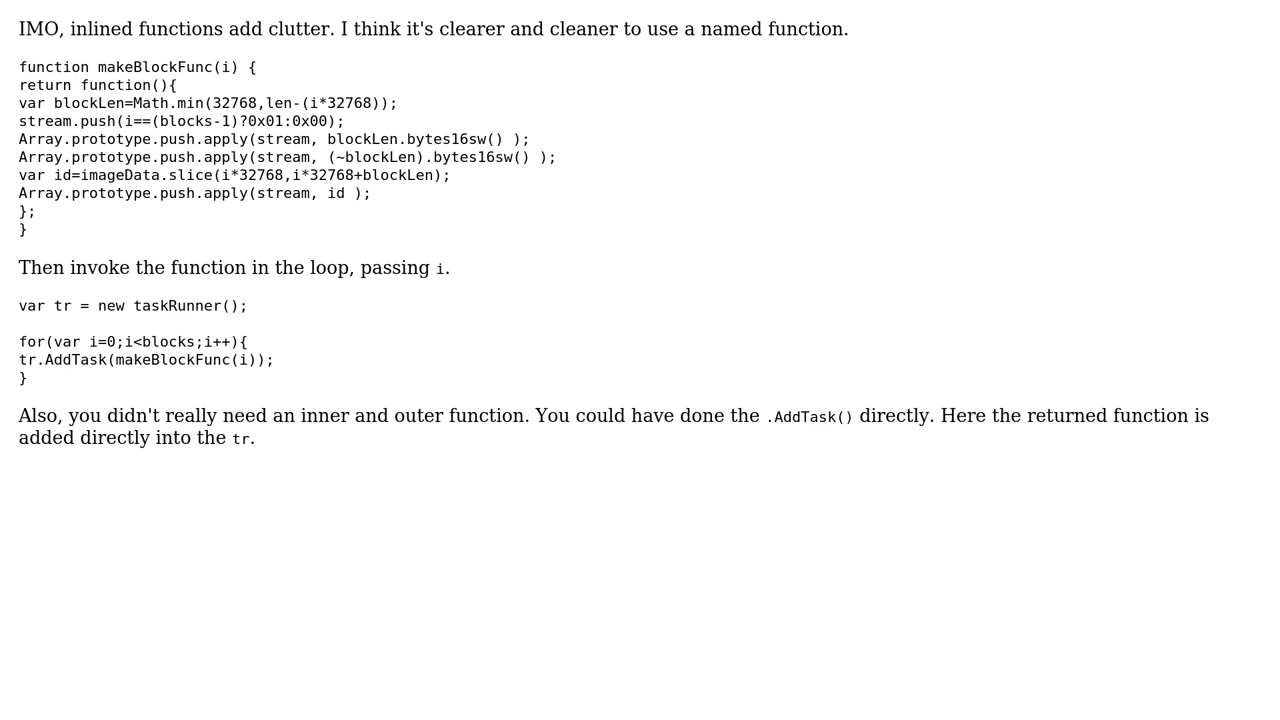 IMO, inlined functions add clutter. I think it's clearer and cleaner to use a named function.
function makeBlockFunc(i) {
return function(){
var blockLen=Math.min(32768,len-(i*32768));
stream.push(i==(blocks-1)?0x01:0x00);
Array.prototype.push.apply(stream, blockLen.bytes16sw() );
Array.prototype.push.apply(stream, (~blockLen).bytes16sw() );
var id=imageData.slice(i*32768,i*32768+blockLen);
Array.prototype.push.apply(stream, id );
};
}
Then invoke the function in the loop, passing i.
var tr = new taskRunner();
for(var i=0;i<blocks;i++){
tr.AddTask(makeBlockFunc(i));
}
Also, you didn't really need an inner and outer function. You could have done the .AddTask() directly. Here the returned function is
added directly into the tr.